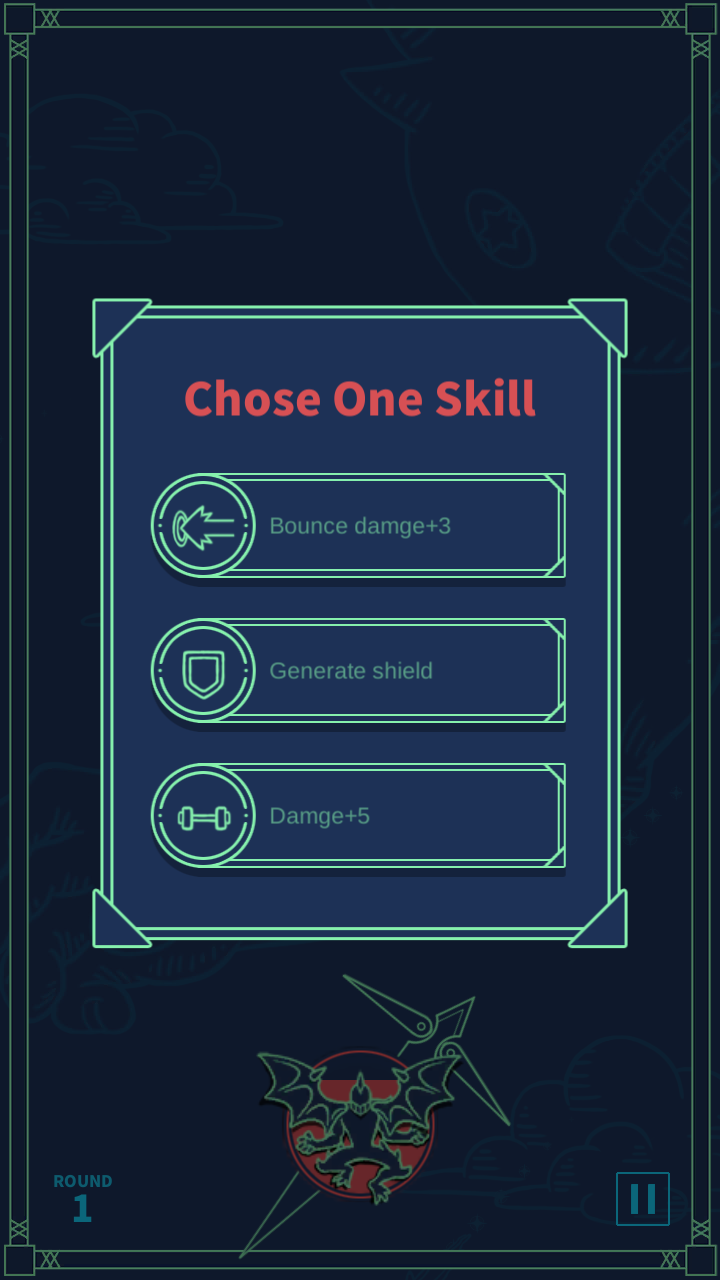 Chose One Skill
Bounce damge+3
Generate shield
Damge+5
ROUND
1